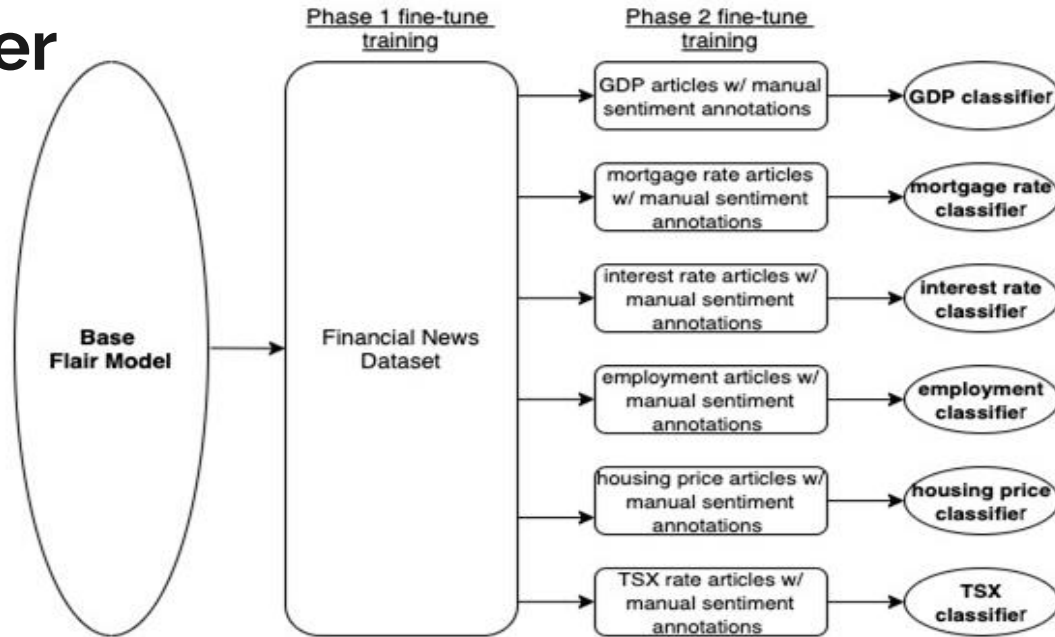 er
Phase 1 fine-tune
training
Phase 2 fine-tune
training
Base
Flair Model
Financial News
Dataset
GDP articles w/ manual
sentiment annotations
GDP classifier
mortgage rate articles
w/ manual sentiment
annotations
mortgage rate
classifier
interest rate articles w/
manual sentiment
annotations
interest rate
classifier
employment articles w/
manual sentiment
annotations
employment
classifier
housing price articles w/
manual sentiment
annotations
housing price
classifier
TSX rate articles w/
manual sentiment
annotations
TSX
classifier